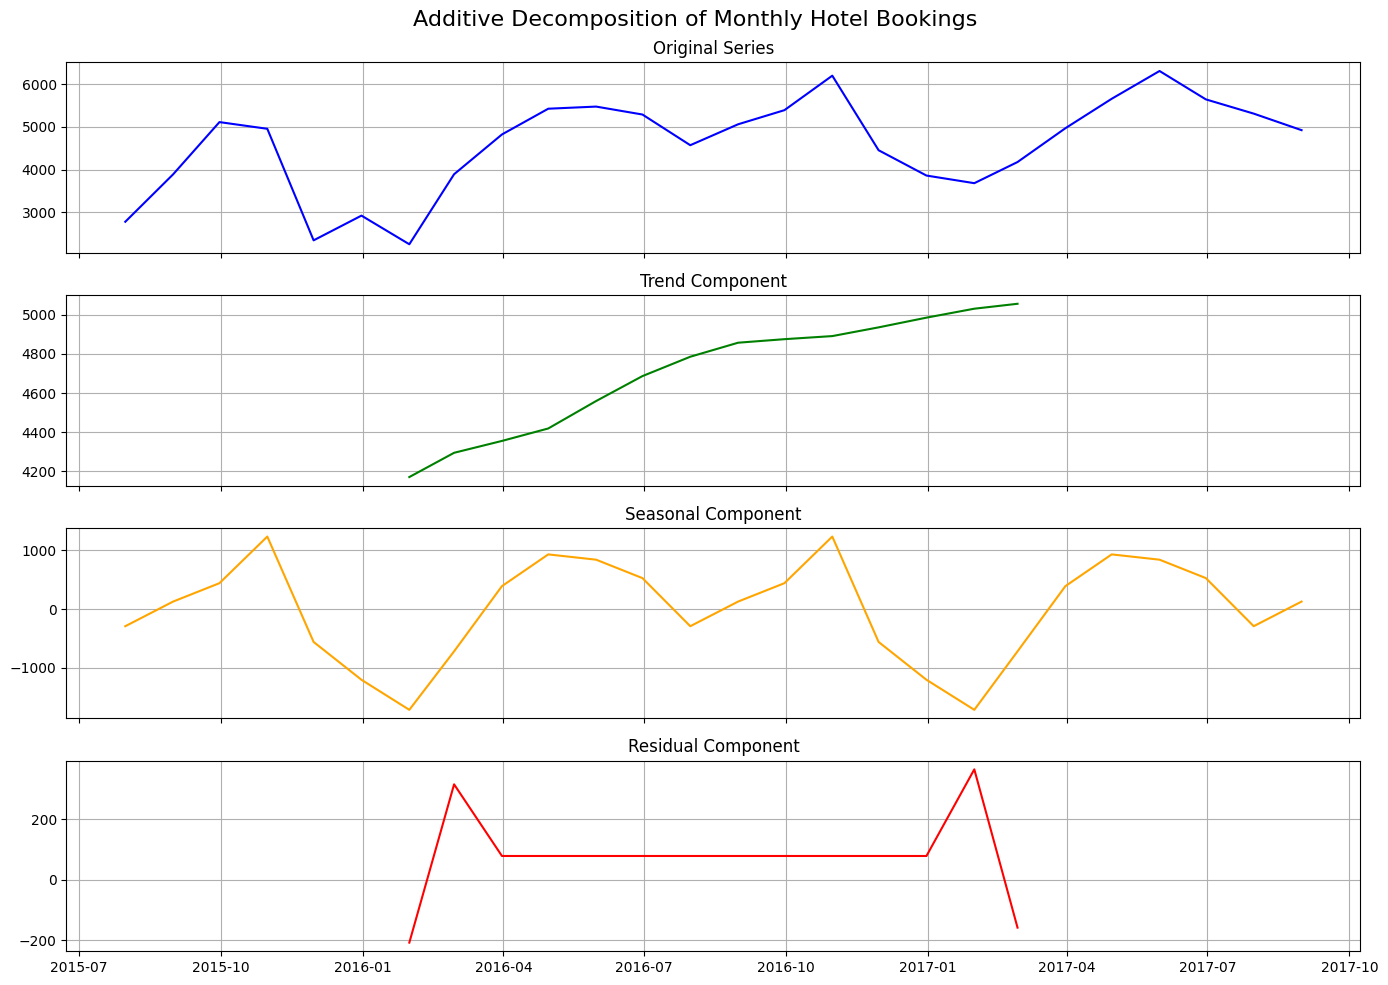 Additive Decomposition of Monthly Hotel Bookings
Original Series
6000
5000
4000
3000
Trend Component
5000
4800
4600
4400
4200
Seasonal Component
1000
0
−1000
Residual Component
200
0
−200
2015-07 2015-10 2016-01 2016-04 2016-07 2016-10 2017-01 2017-04 2017-07 2017-10